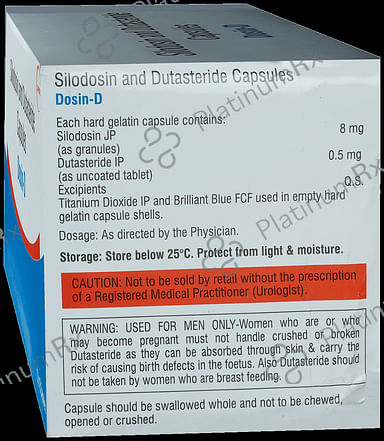 Silodosin and Dutasteride Capsules
Dosin-D
Each hard gelatin capsule contains:
Silodosin JP 8 mg
(as granules)
Dutasteride IP 0.5 mg
(as uncoated tablet)
Excipients Q.S.
Titanium Dioxide IP and Brilliant Blue FCF used in empty hard
gelatin capsule shells.
Dosage: As directed by the Physician.
Storage: Store below 25°C. Protect from light & moisture.
CAUTION: Not to be sold by retail without the prescription
of a Registered Medical Practitioner (Urologist).
WARNING: USED FOR MEN ONLY-Women who are or who
may become pregnant must not handle crushed or broken
Dutasteride as they can be absorbed through skin & carry the
risk of causing birth defects in the foetus. Also Dutasteride should
not be taken by women who are breast feeding.
Capsule should be swallowed whole and not to be chewed,
opened or crushed.
Dosin-D
PlatinumRx